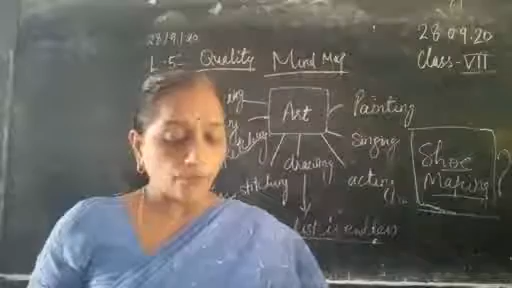 28/9/20
28.09.20
L-5 Quality Mind Map
Class-VII
Art
Painting
singing
drawing
acting
stitching
Shoe
Making ?
list is endless